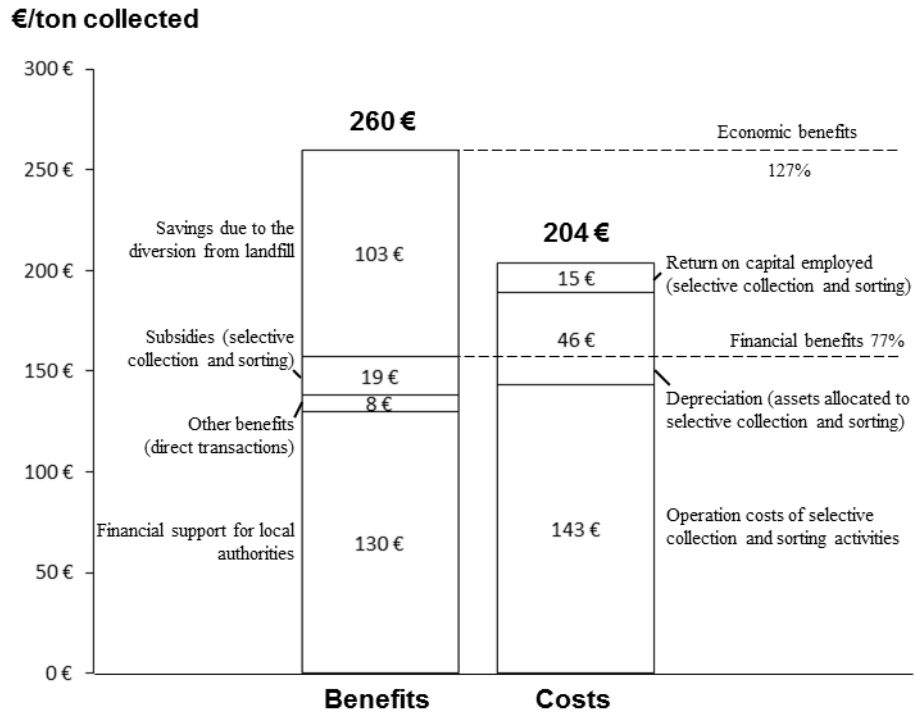 €/ton collected
300 €
250 €
200 €
150 €
100 €
50 €
0 €
260 €
Savings due to the
diversion from landfill
103 €
Subsidies (selective
collection and sorting)
19 €
8 €
Other benefits
(direct transactions)
Financial support for local
authorities
130 €
Benefits
204 €
15 €
46 €
143 €
Costs
Economic benefits
127%
Return on capital employed
(selective collection and sorting)
Financial benefits 77%
Depreciation (assets allocated to
selective collection and sorting)
Operation costs of selective
collection and sorting activities